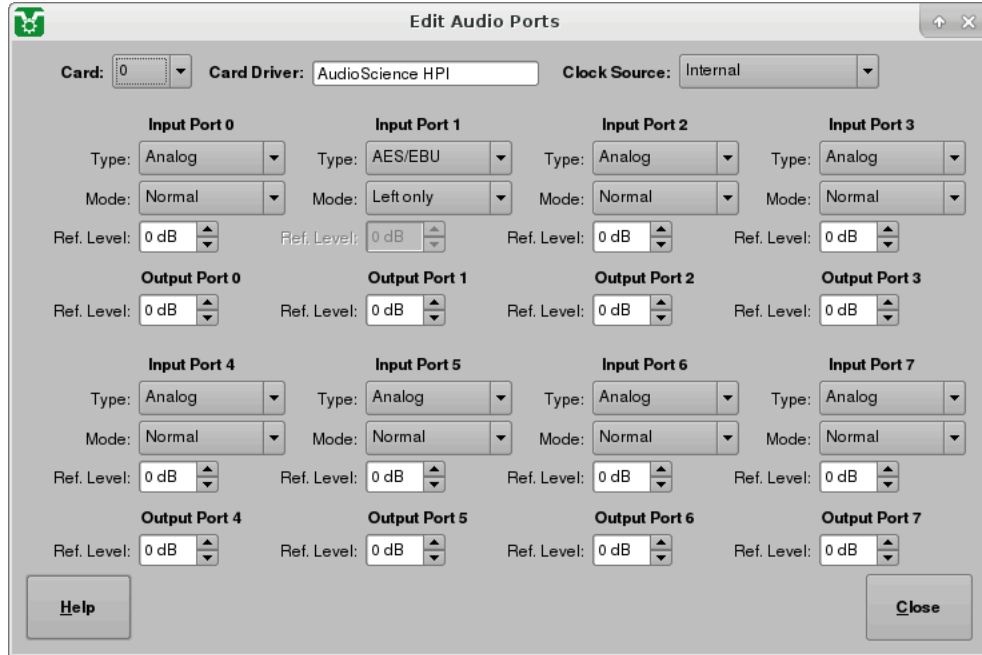 Edit Audio Ports
Card: 0 Card Driver: AudioScience HPI Clock Source: Internal
Input Port 0 Input Port 1 Input Port 2 Input Port 3
Type: Analog Type: AES/EBU Type: Analog Type: Analog
Mode: Normal Mode: Left only Mode: Normal Mode: Normal
Ref. Level: 0 dB Ref. Level: 0 dB Ref. Level: 0 dB Ref. Level: 0 dB
Output Port 0 Output Port 1 Output Port 2 Output Port 3
Ref. Level: 0 dB Ref. Level: 0 dB Ref. Level: 0 dB Ref. Level: 0 dB
Input Port 4 Input Port 5 Input Port 6 Input Port 7
Type: Analog Type: Analog Type: Analog Type: Analog
Mode: Normal Mode: Normal Mode: Normal Mode: Normal
Ref. Level: 0 dB Ref. Level: 0 dB Ref. Level: 0 dB Ref. Level: 0 dB
Output Port 4 Output Port 5 Output Port 6 Output Port 7
Ref. Level: 0 dB Ref. Level: 0 dB Ref. Level: 0 dB Ref. Level: 0 dB
Help Close